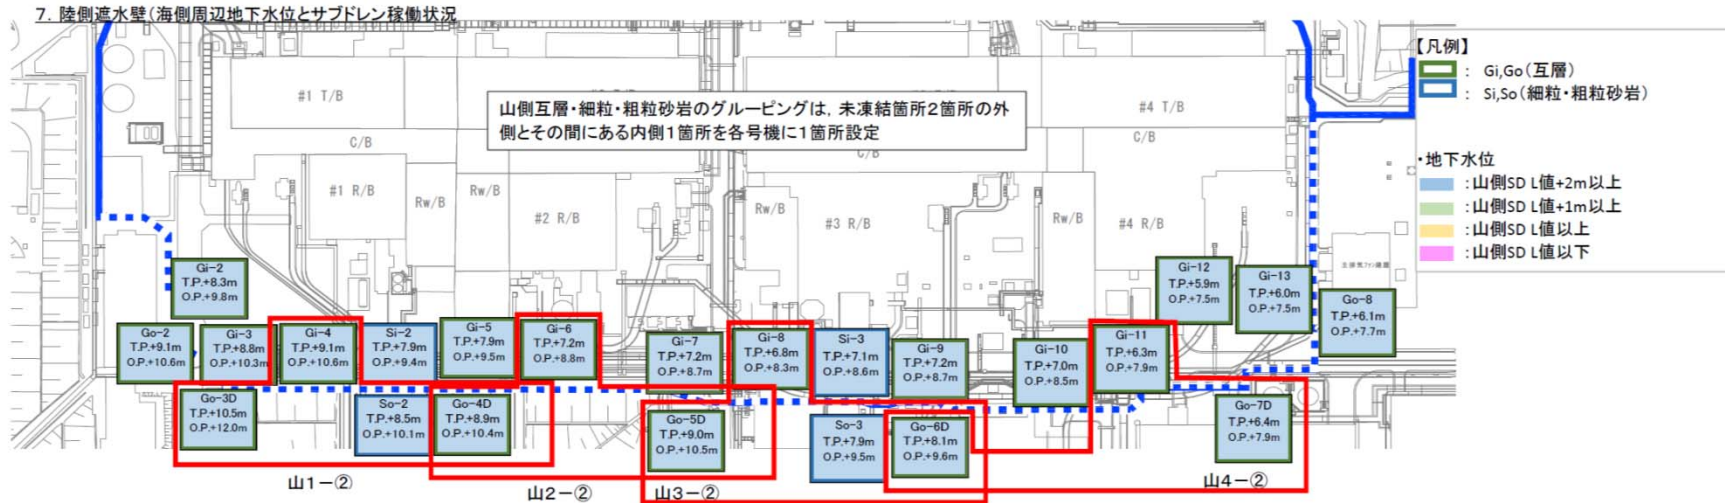 7. 陸側遮水壁(海側周辺地下水位とサブドレン稼働状況
【凡例】
: Gi,Go(互層)
: Si,So(細粒・粗粒砂岩)
・地下水位
:山側SD L値+2m以上
:山側SD L値+1m以上
:山側SD L値以上
:山側SD L値以下
#1 T/B
#4 T/B
山側互層・細粒・粗粒砂岩のグルーピングは, 未凍結箇所2箇所の外
側とその間にある内側1箇所を各号機に1箇所設定
C/B
C/B
C/B
#1 R/B
Rw/B
Rw/B
#2 R/B
Rw/B
#3 R/B
Rw/B
#4 R/B
Gi-2
T.P.+8.3m
O.P.+9.8m
Gi-12
T.P.+5.9m
O.P.+7.5m
Gi-13
T.P.+6.0m
O.P.+7.5m
Go-8
T.P.+6.1m
O.P.+7.7m
Go-2
T.P.+9.1m
O.P.+10.6m
Gi-3
T.P.+8.8m
O.P.+10.3m
Gi-4
T.P.+9.1m
O.P.+10.6m
Si-2
T.P.+7.9m
O.P.+9.4m
Gi-5
T.P.+7.9m
O.P.+9.5m
Gi-6
T.P.+7.2m
O.P.+8.8m
Gi-7
T.P.+7.2m
O.P.+8.7m
Gi-8
T.P.+6.8m
O.P.+8.3m
Si-3
T.P.+7.1m
O.P.+8.6m
Gi-9
T.P.+7.2m
O.P.+8.7m
Gi-10
T.P.+7.0m
O.P.+8.5m
Gi-11
T.P.+6.3m
O.P.+7.9m
Go-3D
T.P.+10.5m
O.P.+12.0m
So-2
T.P.+8.5m
O.P.+10.1m
Go-4D
T.P.+8.9m
O.P.+10.4m
Go-5D
T.P.+9.0m
O.P.+10.5m
So-3
T.P.+7.9m
O.P.+9.5m
Go-6D
T.P.+8.1m
O.P.+9.6m
Go-7D
T.P.+6.4m
O.P.+7.9m
山1-②
山2-②
山3-②
山4-②